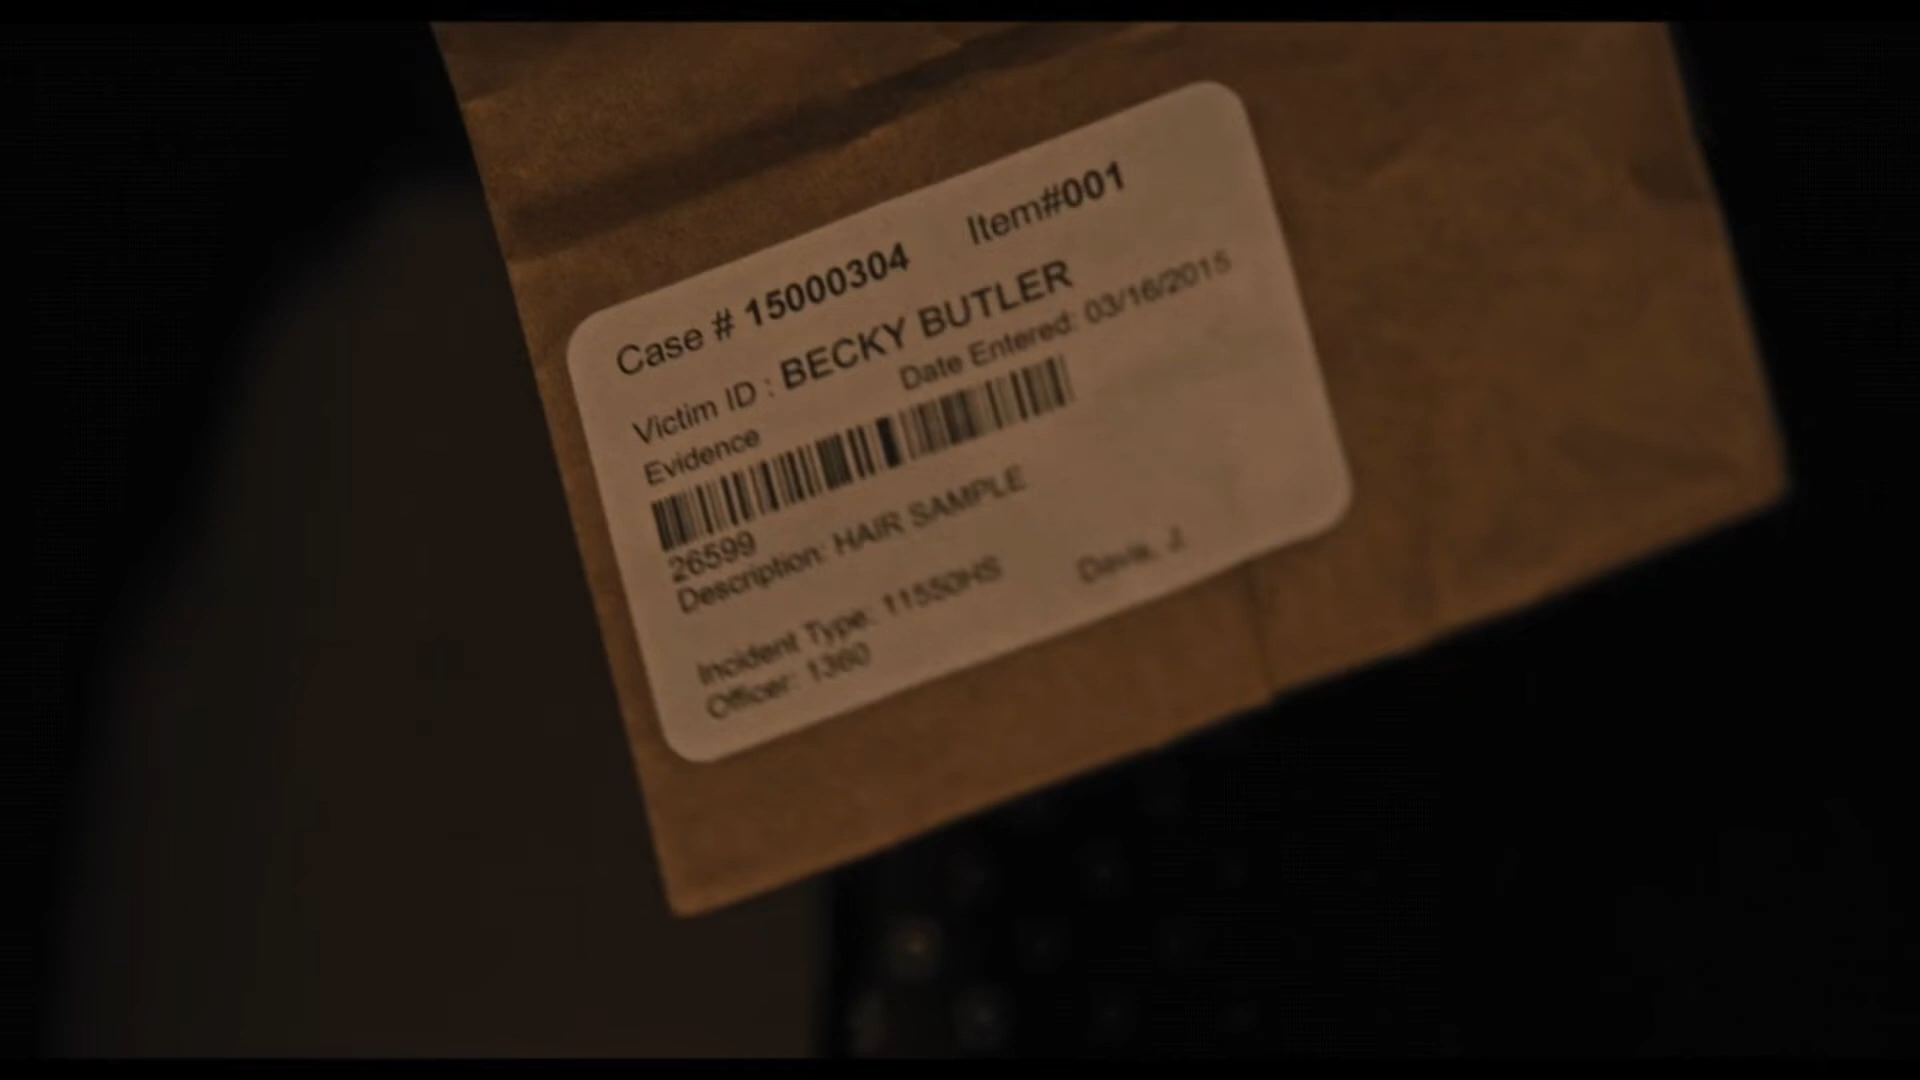 Case # 15000304 Item#001
Victim ID : BECKY BUTLER
Evidence Date Entered: 03/16/2015
26599
Description: HAIR SAMPLE
Incident Type: 11550HS Davis, J.
Officer: 1360